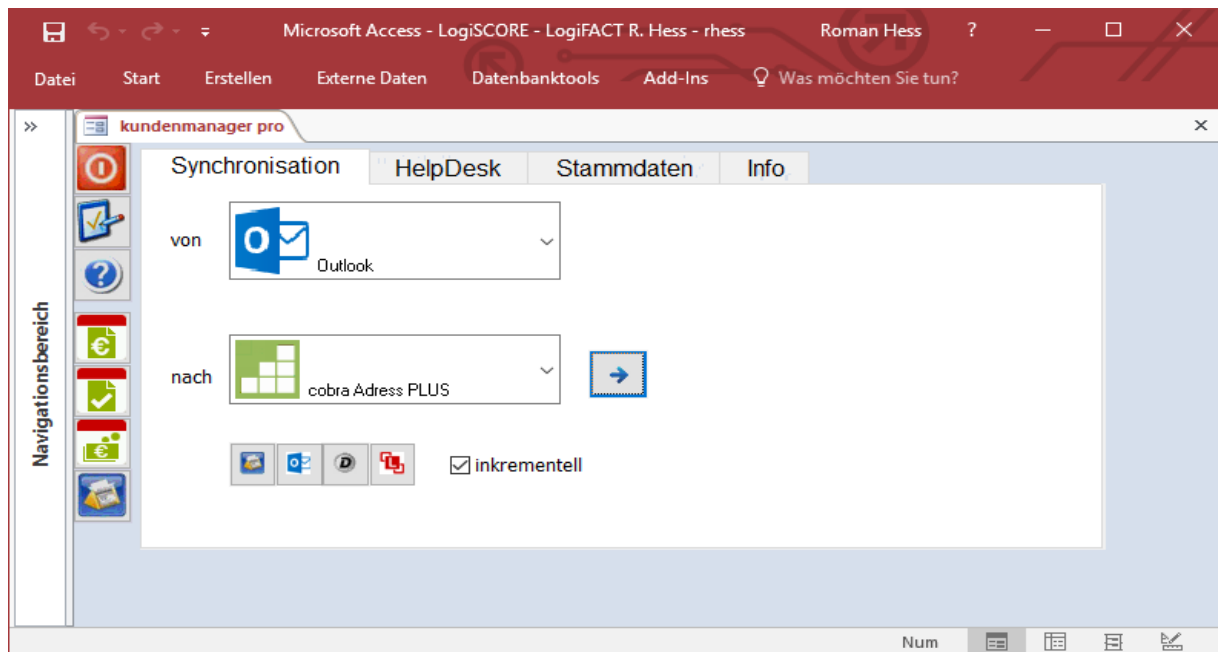 Microsoft Access - LogiSCORE - LogiFACT R. Hess - rhess Roman Hess ?
Datei Start Erstellen Externe Daten Datenbanktools Add-Ins Was möchten Sie tun?
kundenmanager pro
Synchronisation HelpDesk Stammdaten Info
von
Outlook
Navigationsbereich
nach
cobra Adress PLUS
inkrementell
Num